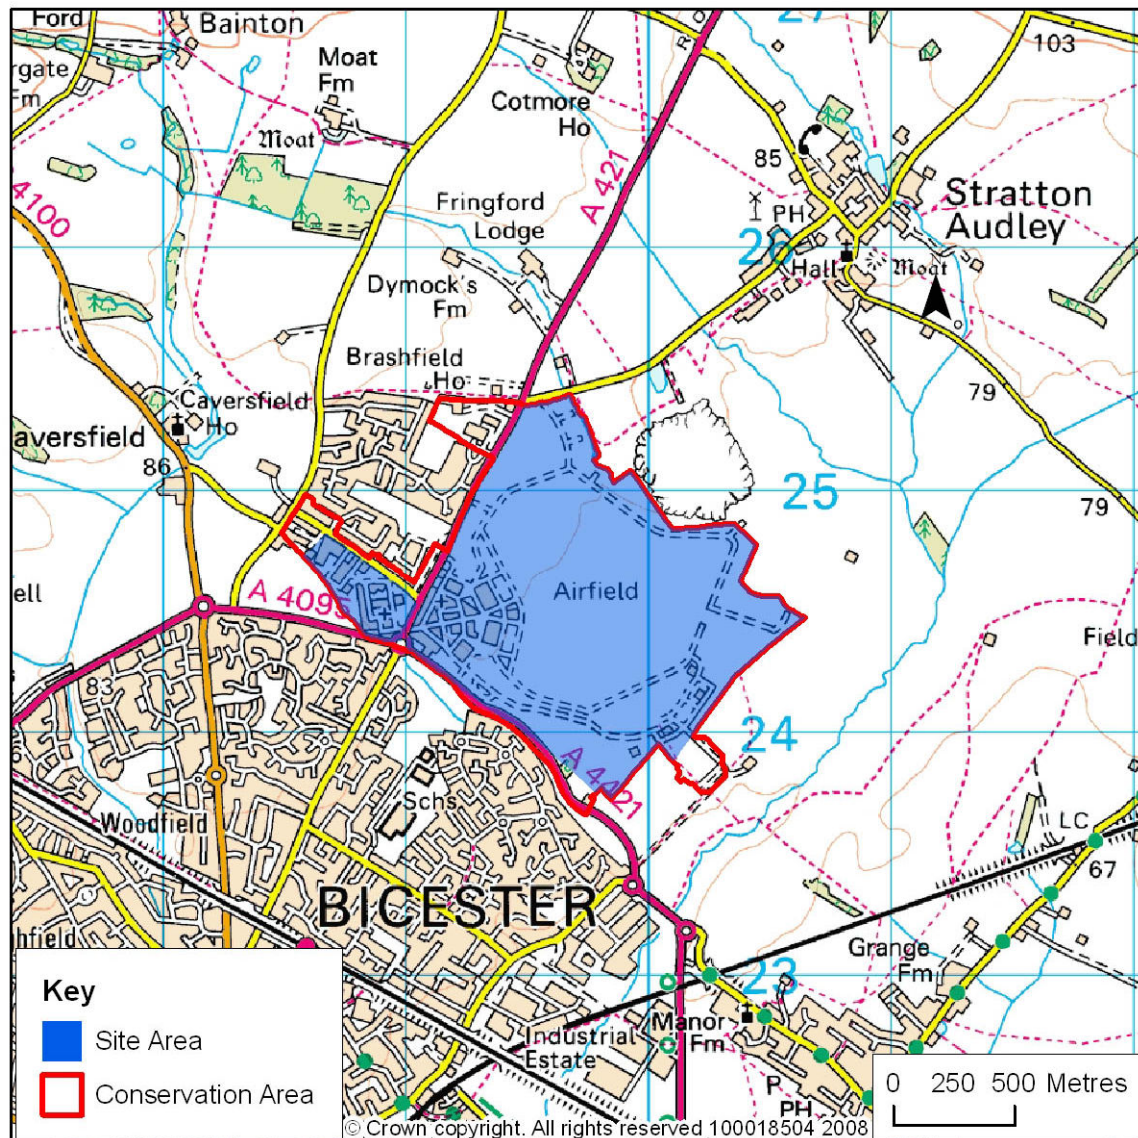 Ford
Bainton
27
103
rgate
Fm
Moat
Fm
Cotmore
Ho
R
Moat
85
A 421
4100
Fringford
Lodge
PH
Stratton
Audley
26
Hall
Moat
Dymock's
Fm
Brashfield
Ho
79
Caversfield
Ho
aversfield
86
25
79
ell
A 4095
Airfield
Field
83
24
A 4421
Schs
Woodfield
LC
67
BICESTER
hfield
Grange
Fm
23
Manor
Fm
Industrial
Estate
P
PH
Key
Site Area
Conservation Area
0 250 500 Metres
© Crown copyright. All rights reserved 100018504 2008